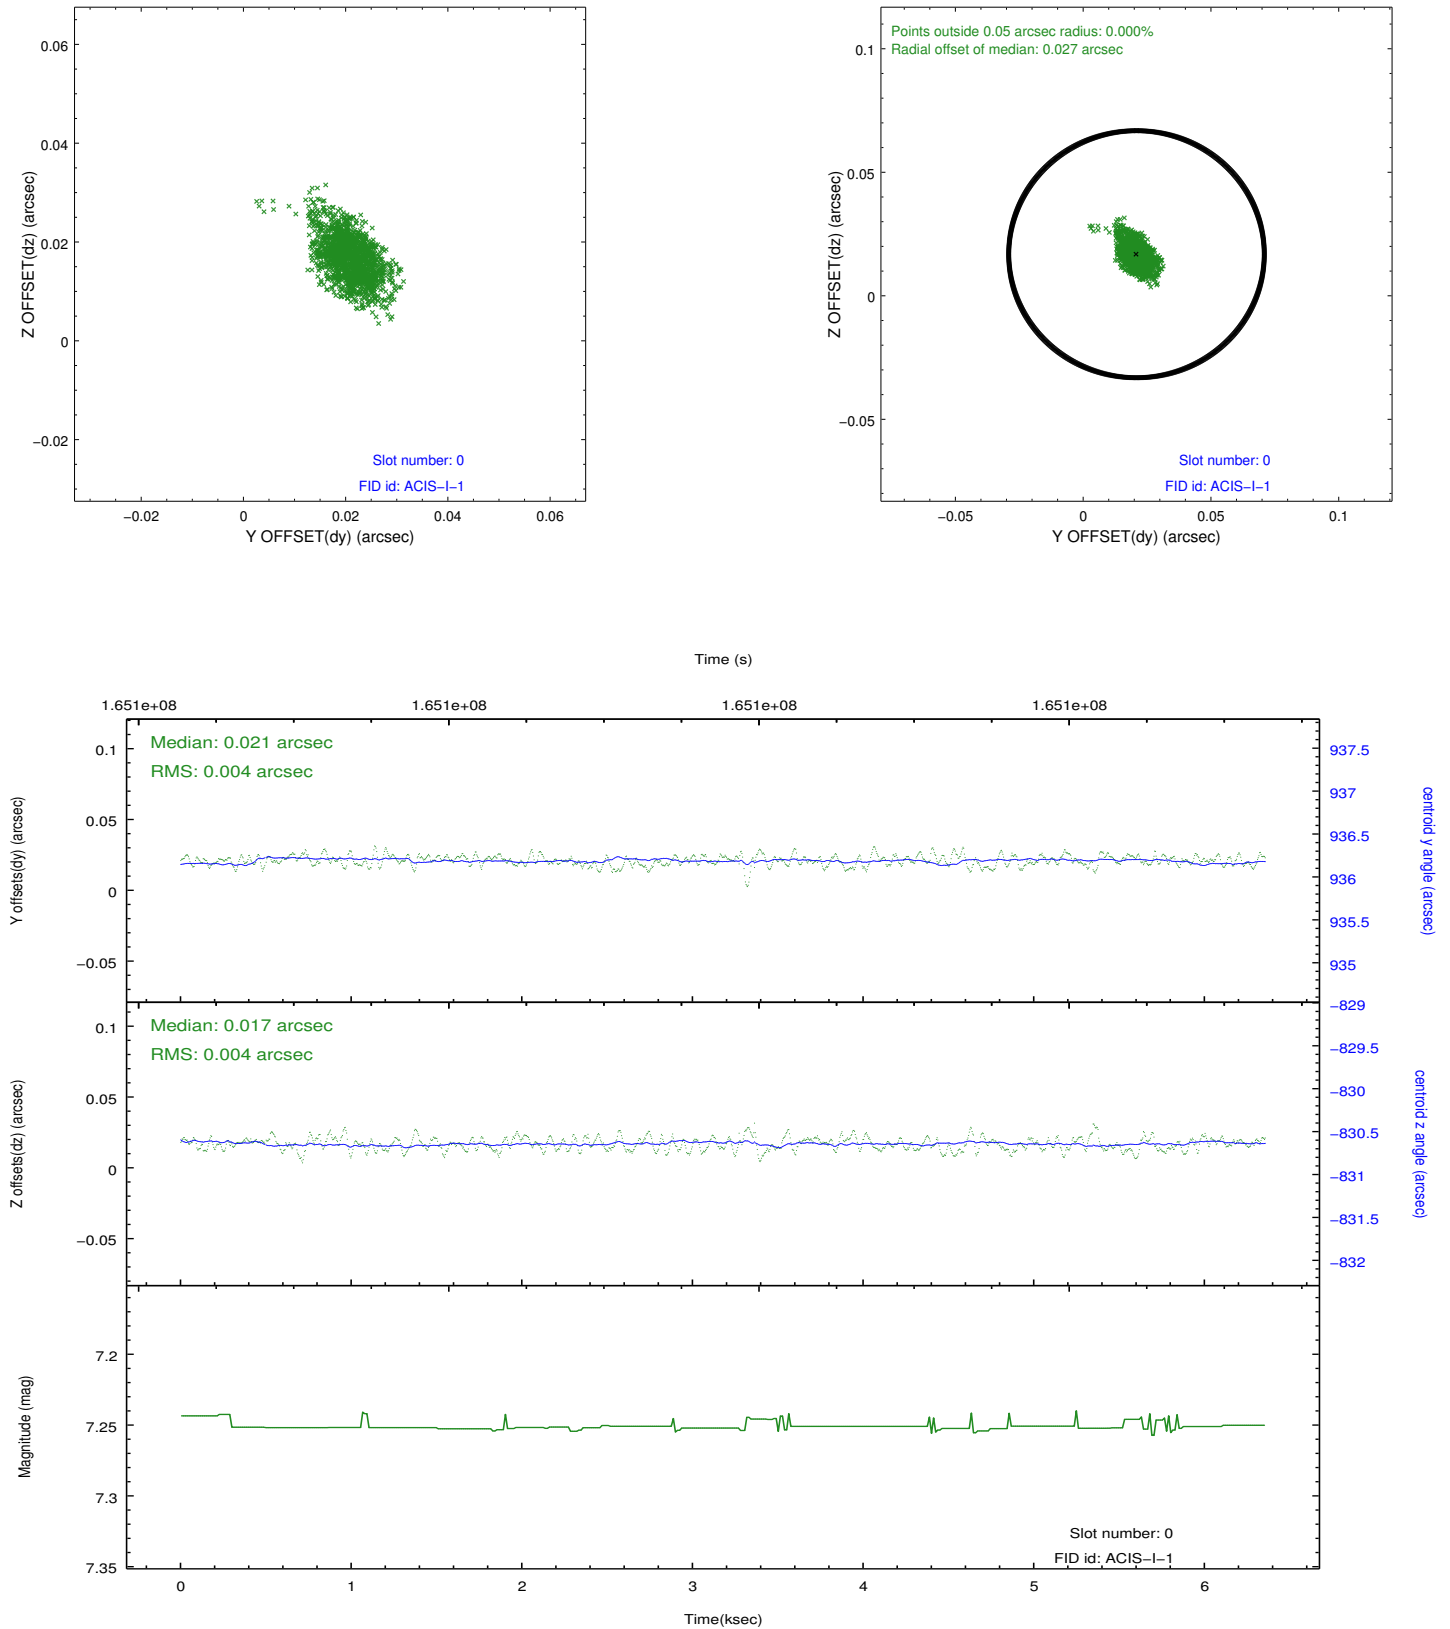 0.06
0.04
0.02
0
−0.02
Z OFFSET(dz) (arcsec)
Slot number: 0
FID id: ACIS−I−1
−0.02
0
0.02
0.04
0.06
Y OFFSET(dy) (arcsec)
Points outside 0.05 arcsec radius: 0.000%
Radial offset of median: 0.027 arcsec
0.1
0.05
0
−0.05
Z OFFSET(dz) (arcsec)
Slot number: 0
FID id: ACIS−I−1
−0.05
0
0.05
0.1
Y OFFSET(dy) (arcsec)
Time (s)
1.651e+08
1.651e+08
1.651e+08
1.651e+08
Median: 0.021 arcsec
RMS: 0.004 arcsec
0.1
0.05
0
−0.05
Y offsets(dy) (arcsec)
937.5
937
936.5
936
935.5
935
centroid y angle (arcsec)
Median: 0.017 arcsec
RMS: 0.004 arcsec
0.1
0.05
0
−0.05
Z offsets(dz) (arcsec)
−829
−829.5
−830
−830.5
−831
−831.5
−832
centroid z angle (arcsec)
7.2
7.25
7.3
7.35
Magnitude (mag)
Slot number: 0
FID id: ACIS−I−1
0
1
2
3
4
5
6
Time(ksec)